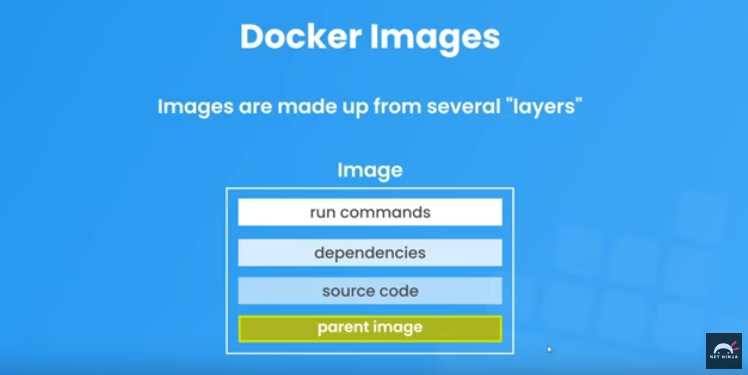 Docker Images
Images are made up from several "layers"
Image
run commands
dependencies
source code
parent image
NET NINJA